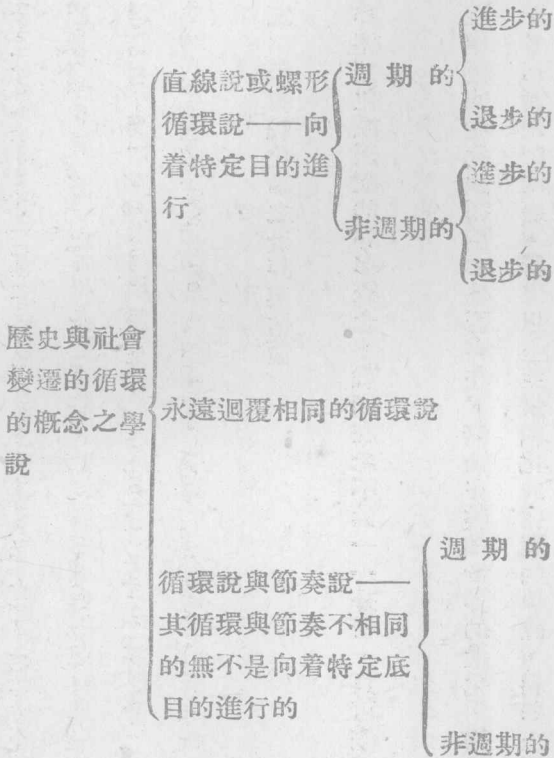 歷史與社會
變遷的循環
的概念之學
說
直線說或螺形
循環說——向
着特定目的進
行
週期的
進步的
退步的
非週期的
進步的
退步的
永遠迴覆相同的循環說
循環說與節奏說——
其循環與節奏不相同
的無不是向着特定底
目的進行的
週期的
非週期的